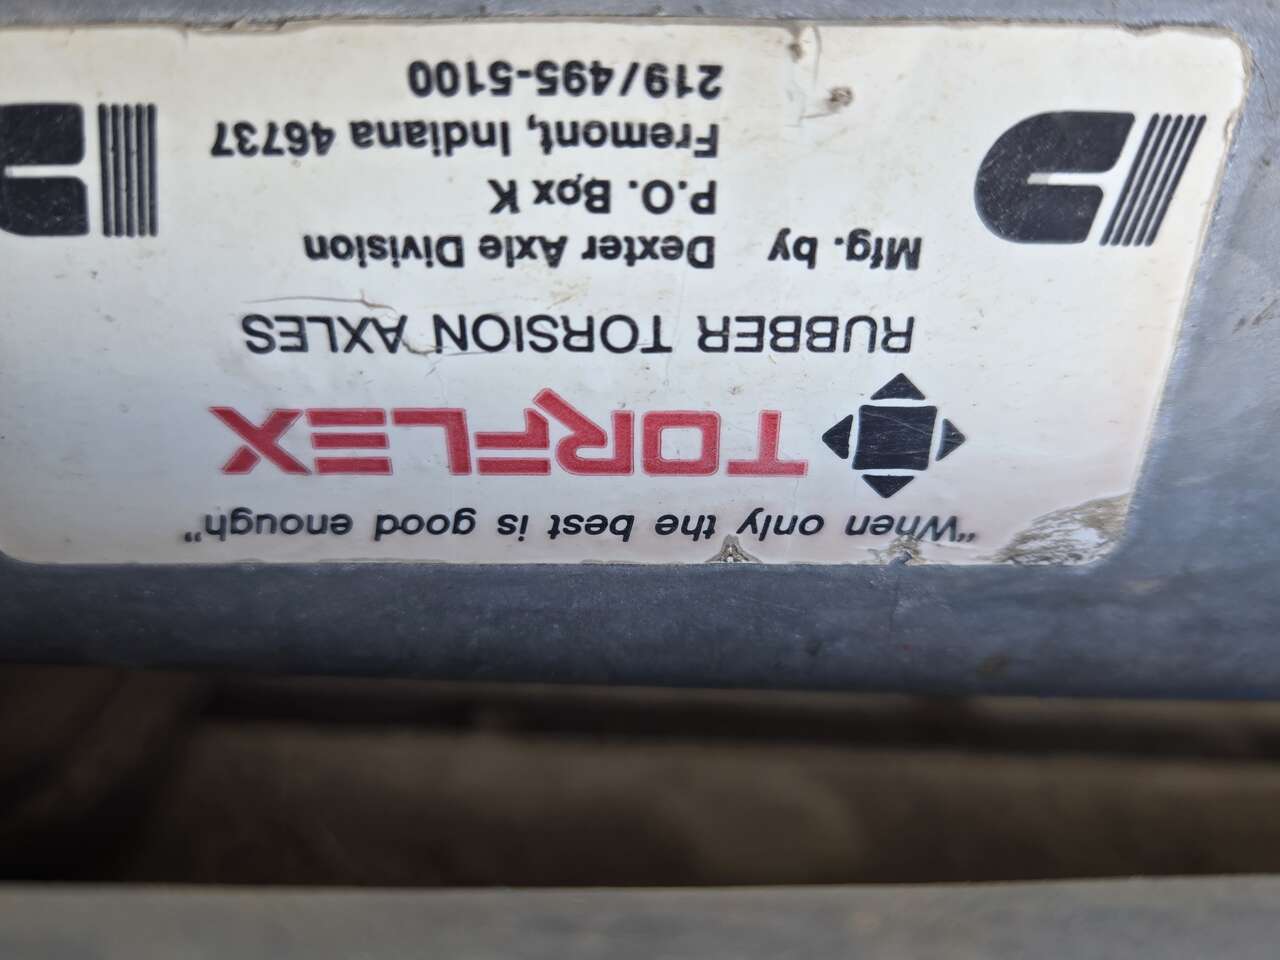 "When only the best is good enough"
TORFLEX
RUBBER TORSION AXLES
Mfg. by Dexter Axle Division
P.O. Box K
Fremont, Indiana 46737
219/495-5100